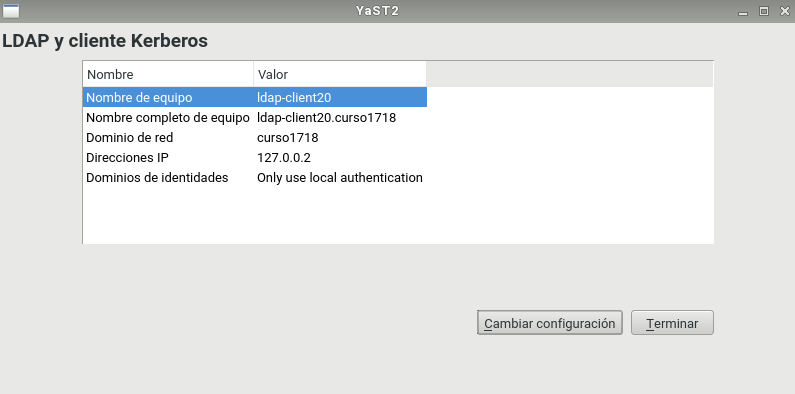 YaST2
LDAP y cliente Kerberos
Nombre Valor
Nombre de equipo ldap-client20
Nombre completo de equipo ldap-client20.curso1718
Dominio de red curso1718
Direcciones IP 127.0.0.2
Dominios de identidades Only use local authentication
Cambiar configuración Terminar